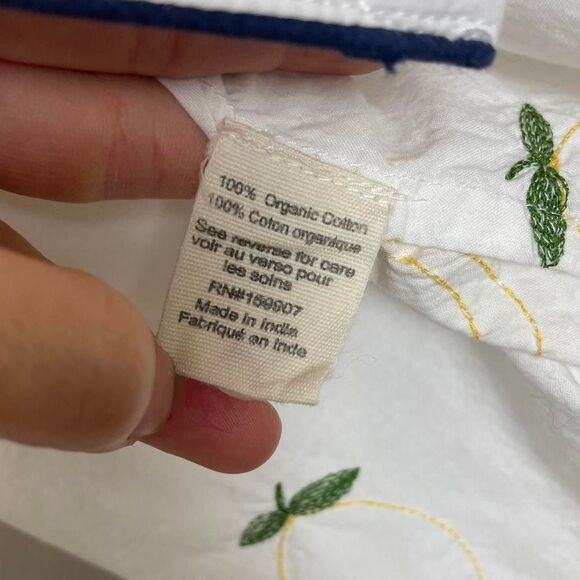 100% Organic Cotton
100% Coton organique
See reverse for care
voir au verso pour
les soins
RN#159907
Made in India
Fabriqué en Inde